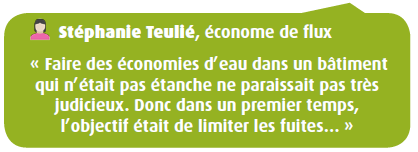 Stéphanie Teulié, économe de flux
« Faire des économies d’eau dans un bâtiment
qui n’était pas étanche ne paraissait pas très
judicieux. Donc dans un premier temps,
l’objectif était de limiter les fuites... »